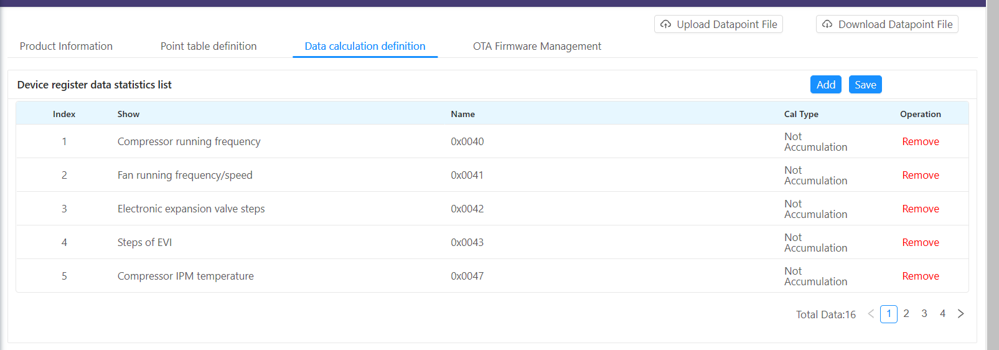 Upload Datapoint File
Download Datapoint File
Product Information
Point table definition
Data calculation definition
OTA Firmware Management
Device register data statistics list
Add
Save
Index
Show
Name
Cal Type
Operation
1
Compressor running frequency
0x0040
Not
Accumulation
Remove
2
Fan running frequency/speed
0x0041
Not
Accumulation
Remove
3
Electronic expansion valve steps
0x0042
Not
Accumulation
Remove
4
Steps of EVI
0x0043
Not
Accumulation
Remove
5
Compressor IPM temperature
0x0047
Not
Accumulation
Remove
Total Data:16
1
2
3
4